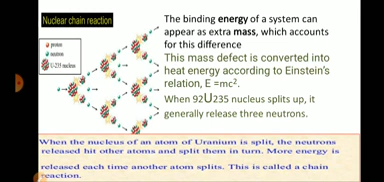 Nuclear chain reaction
proton
neutron
U-235 nucleus
The binding energy of a system can
appear as extra mass, which accounts
for this difference
This mass defect is converted into
heat energy according to Einstein's
relation, E =mc².
When 92U235 nucleus splits up, it
generally release three neutrons.
When the nucleus of an atom of Uranium is split, the neutrons
released hit other atoms and split them in turn. More energy is
released each time another atom splits. This is called a chain
reaction.